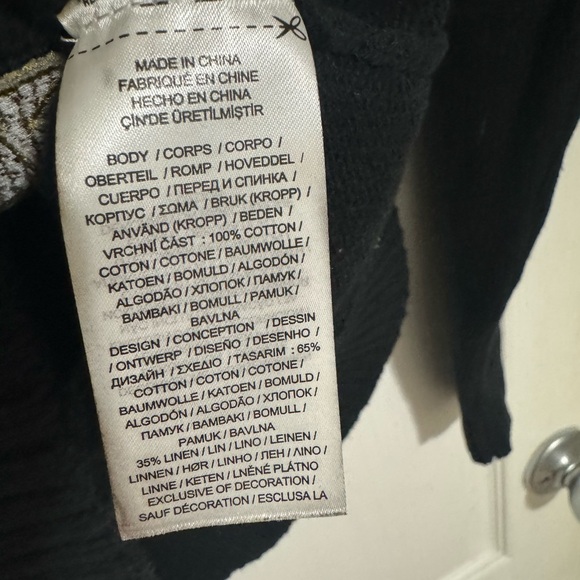 MADE IN CHINA
FABRIQUÉ EN CHINE
HECHO EN CHINA
ÇIN'DE ÜRETİLMİŞTİR
BODY / CORPS / CORPO /
OBERTEIL / ROMP / HOVEDDEL /
CUERPO / ПЕРЕД И СПИНКА /
КОРПУС / ΣΩΜΑ / BRUK (KROPP) /
ANVÄND (KROPP) / BEDEN /
VRCHNÍ ČÁST : 100% COTTON /
COTON / COTONE / BAUMWOLLE /
KATOEN / BOMULD / ALGODÓN /
ALGODÃO / ХЛОПОК / ΠΑΜΥΚ /
BAMBAKI / BOMULL / PAMUK /
BAVLNA
DESIGN / CONCEPTION / DESSIN
/ ONTWERP / DISEÑO / DESENHO /
ДИЗАЙН / ΣΧΕΔΙΟ / TASARIM : 65%
COTTON / COTON / COTONE /
BAUMWOLLE / KATOEN / BOMULD /
ALGODÓN / ALGODÃO / ХЛОПОК /
ΠΑΜΥΚ / BAMBAKI / BOMULL /
PAMUK / BAVLNA
35% LINEN / LIN / LINO / LEINEN /
LINNEN / HØR / LINHO / ЛЕН / ΛΙΝΟ /
LINNE / KETEN / LNĚNÉ PLÁTNO
EXCLUSIVE OF DECORATION /
SAUF DÉCORATION / ESCLUSA LA